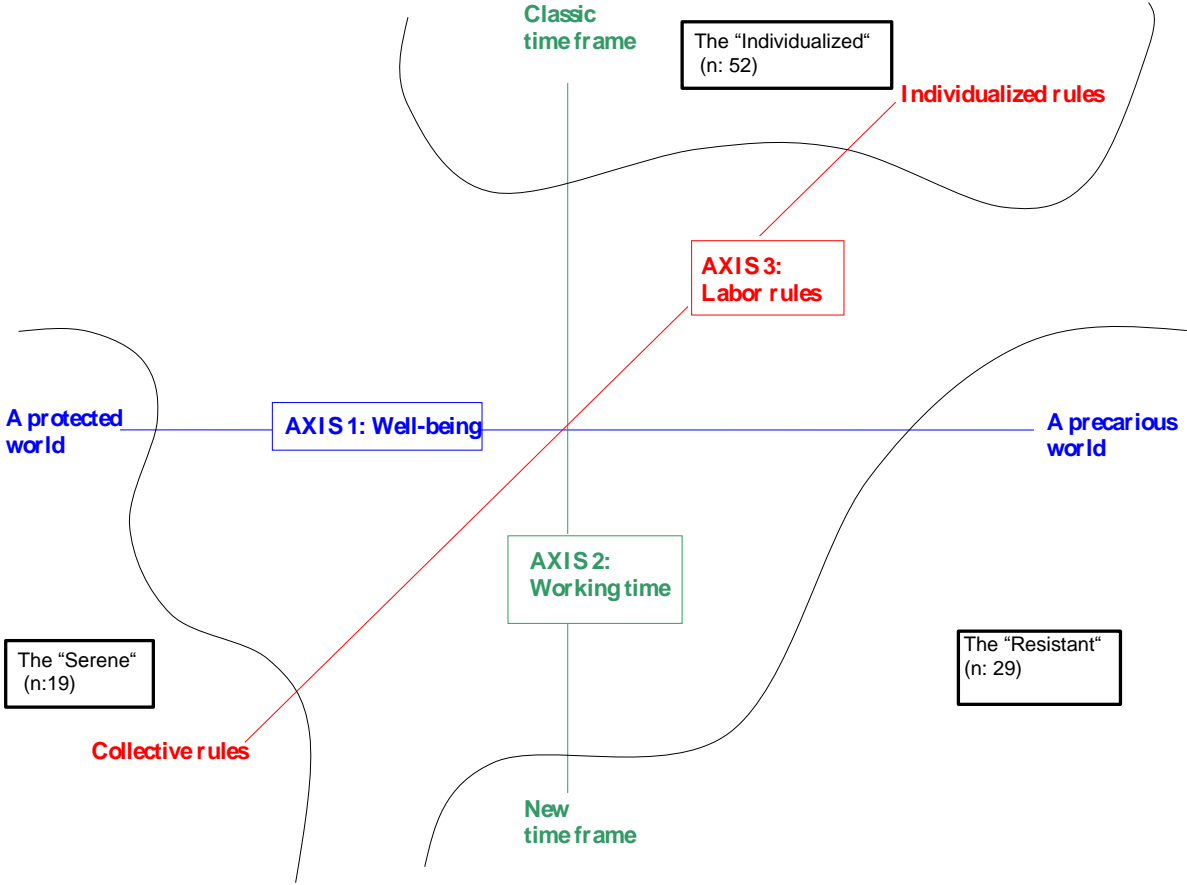 Classic
time frame
The “Individualized“
(n: 52)
Individualized rules
AXIS 3:
Labor rules
A protected
world
AXIS 1: Well-being
A precarious
world
AXIS 2:
Working time
The “Serene“
(n:19)
The “Resistant“
(n: 29)
Collective rules
New
time frame